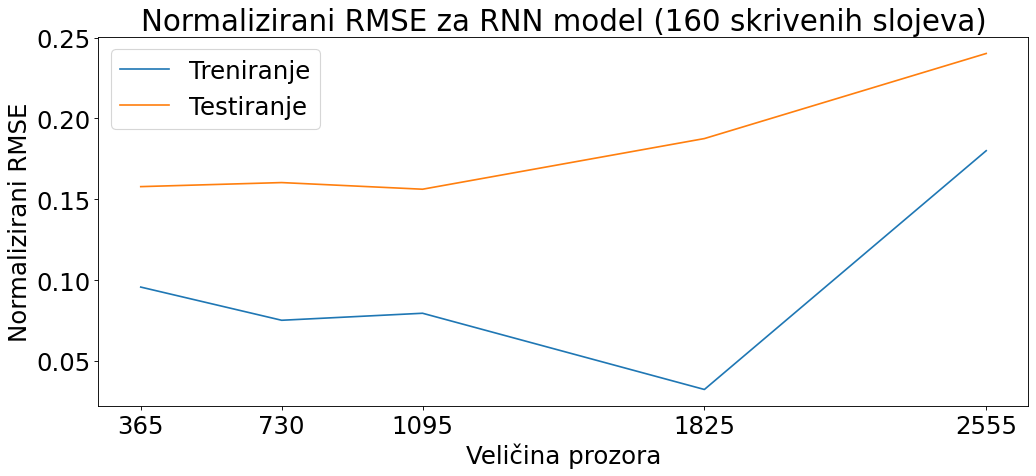 Normalizirani RMSE za RNN model (160 skrivenih slojeva)
Treniranje
Testiranje
Normalizirani RMSE
0.25
0.20
0.15
0.10
0.05
365 730 1095 1825 2555
Veličina prozora